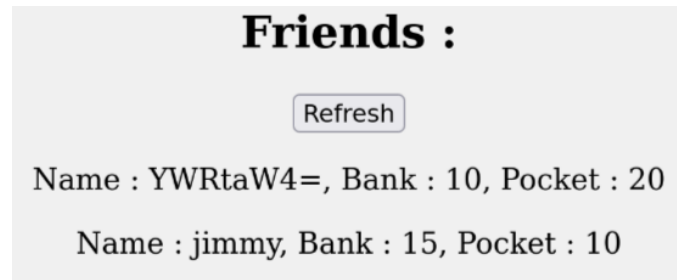 Friends :
Refresh
Name : YWRtaW4=, Bank : 10, Pocket : 20
Name : jimmy, Bank : 15, Pocket : 10